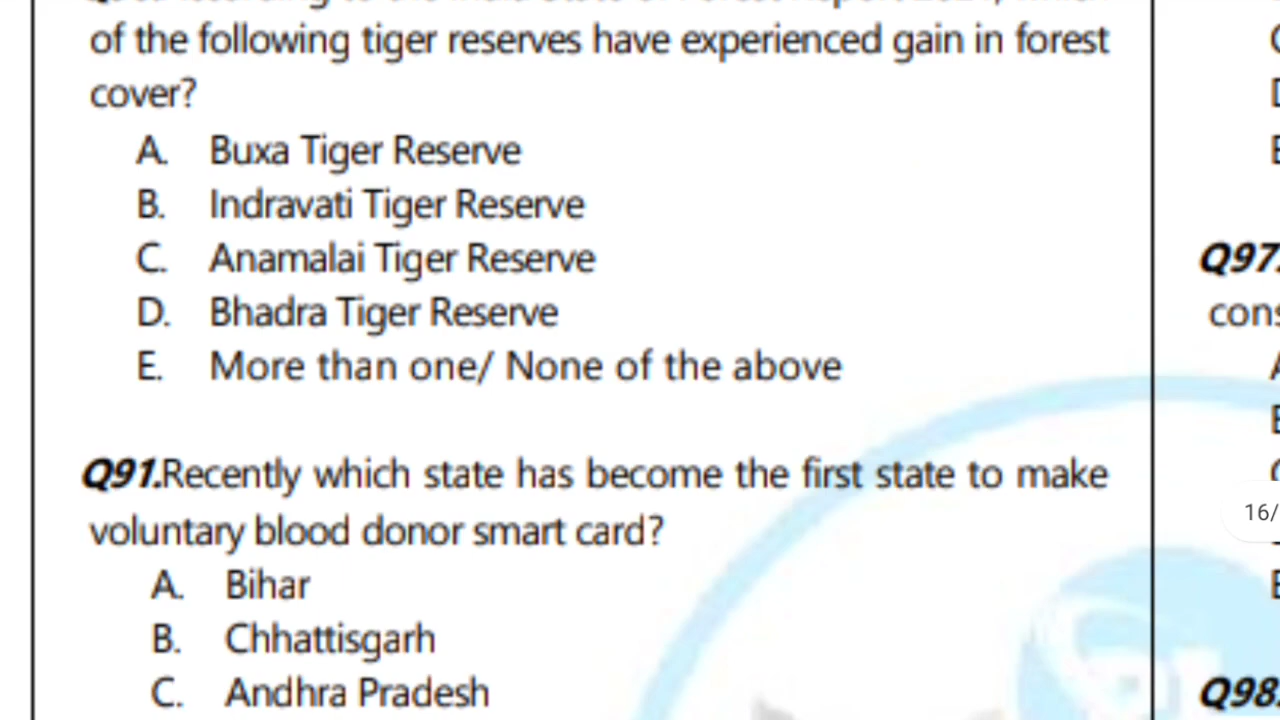 of the following tiger reserves have experienced gain in forest
cover?
A. Buxa Tiger Reserve
B. Indravati Tiger Reserve
C. Anamalai Tiger Reserve
D. Bhadra Tiger Reserve
E. More than one/ None of the above
Q91.Recently which state has become the first state to make
voluntary blood donor smart card?
A. Bihar
B. Chhattisgarh
C. Andhra Pradesh
Q97.
cons
16/
Q98.